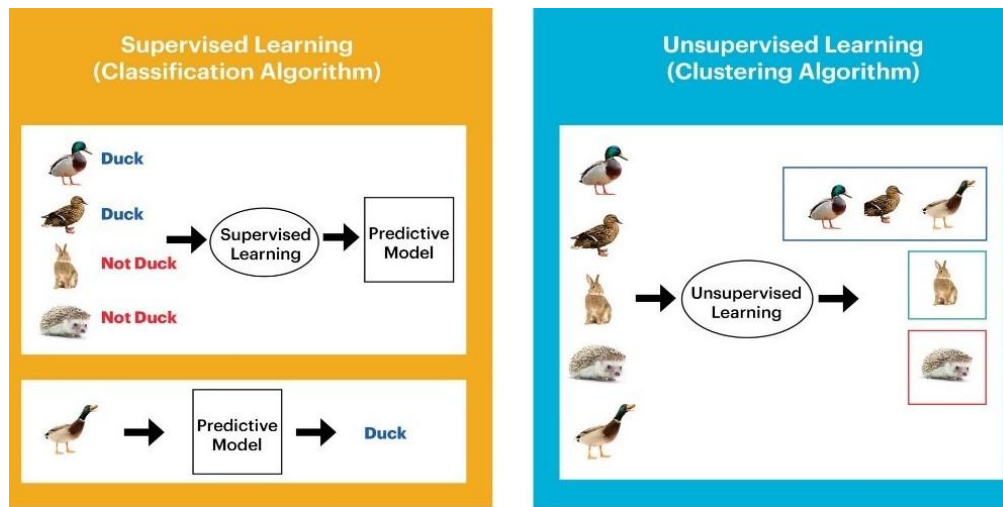 Supervised Learning
(Classification Algorithm)
Duck
Duck
Not Duck
Not Duck
Supervised
Learning
Predictive
Model
Predictive
Model
Duck
Unsupervised Learning
(Clustering Algorithm)
Unsupervised
Learning